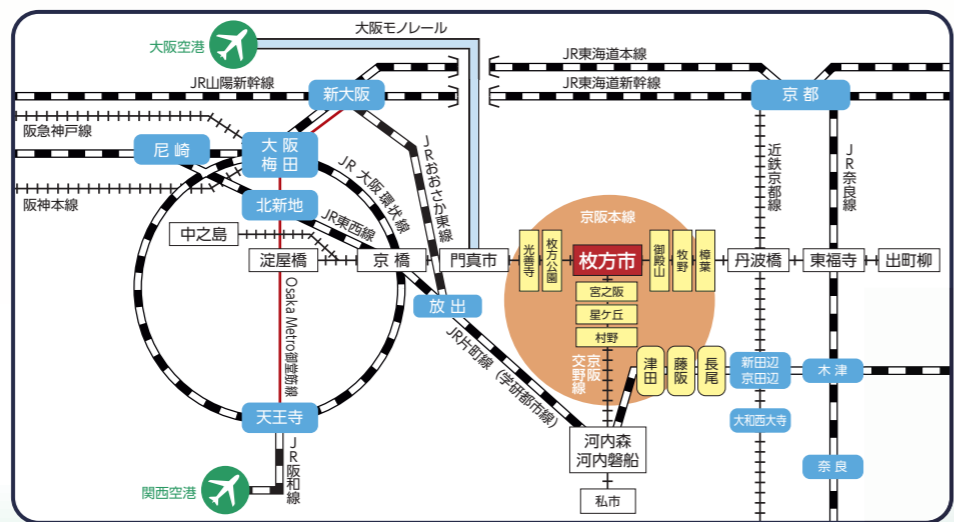 大阪モノレール
大阪空港
JR東海道本線
JR山陽新幹線
JR東海道新幹線
新大阪
京都
阪急神戸線
尼崎
大阪
梅田
JR大阪環状線
JRおおさか東線
近鉄京都線
JR奈良線
阪神本線
北新地
JR東西線
京阪本線
中之島
淀屋橋
京橋
門真市
光善寺
枚方公園
枚方市
御殿山
牧野
樟葉
丹波橋
東福寺
出町柳
宮之阪
星ケ丘
村野
放出
Osaka Metro御堂筋線
JR片町線(学研都市線)
京阪
交野線
津田
藤阪
長尾
新田辺
京田辺
木津
天王寺
大和西大寺
河内森
河内磐船
JR阪和線
奈良
関西空港
私市